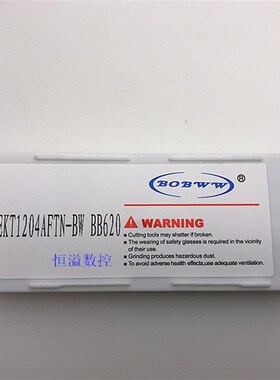 BOBWW®
EKT1204AFTN-BW BB620
恒溢数控
WARNING
Cutting tools may shatter if broken.
The wearing of safety glasses is required in the vicinity
of their use.
Grinding produces hazardous dust.
To avoid adverse health effects,use adequate